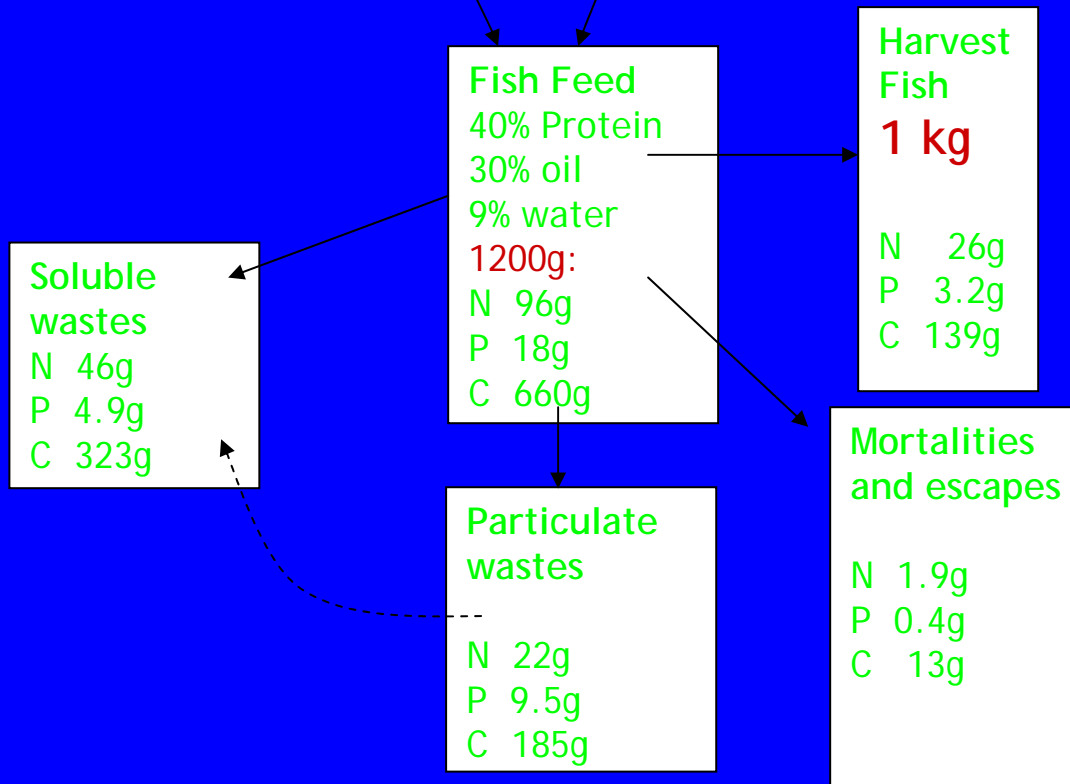 Fish Feed
40% Protein
30% oil
9% water
1200g:
N 96g
P 18g
C 660g
Harvest
Fish
1 kg
N 26g
P 3.2g
C 139g
Soluble
wastes
N 46g
P 4.9g
C 323g
Particulate
wastes
N 22g
P 9.5g
C 185g
Mortalities
and escapes
N 1.9g
P 0.4g
C 13g